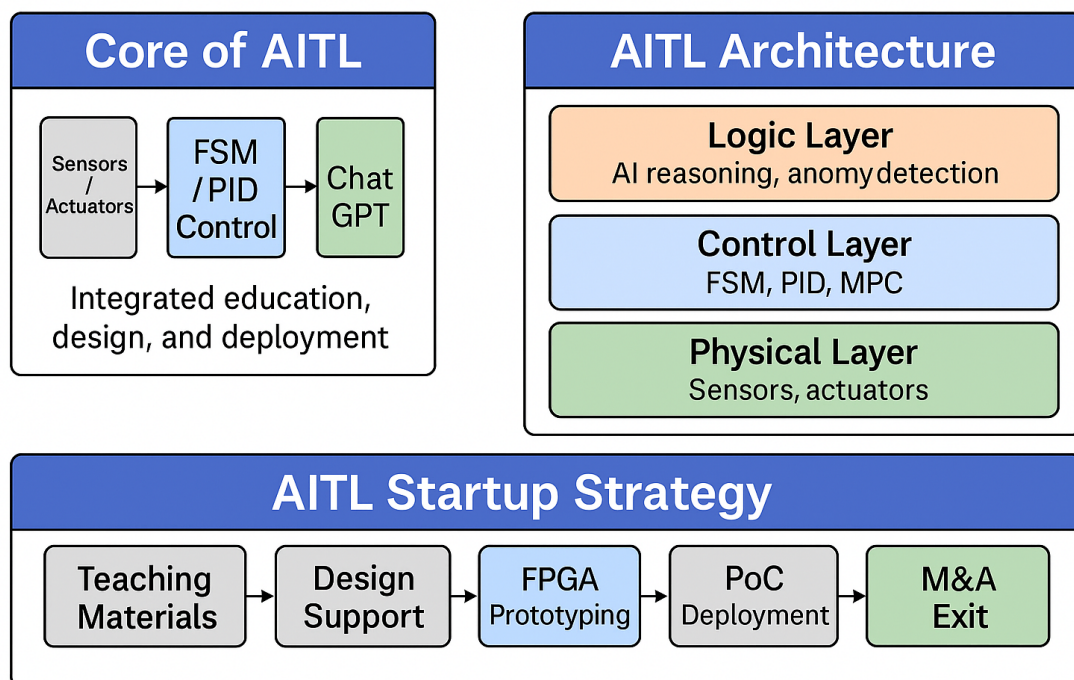 Core of AITL
Sensors
/
Actuators
FSM
/ PID
Control
Chat
GPT
Integrated education,
design, and deployment
AITL Architecture
Logic Layer
AI reasoning, anomy detection
Control Layer
FSM, PID, MPC
Physical Layer
Sensors, actuators
AITL Startup Strategy
Teaching
Materials
Design
Support
FPGA
Prototyping
PoC
Deployment
M&A
Exit